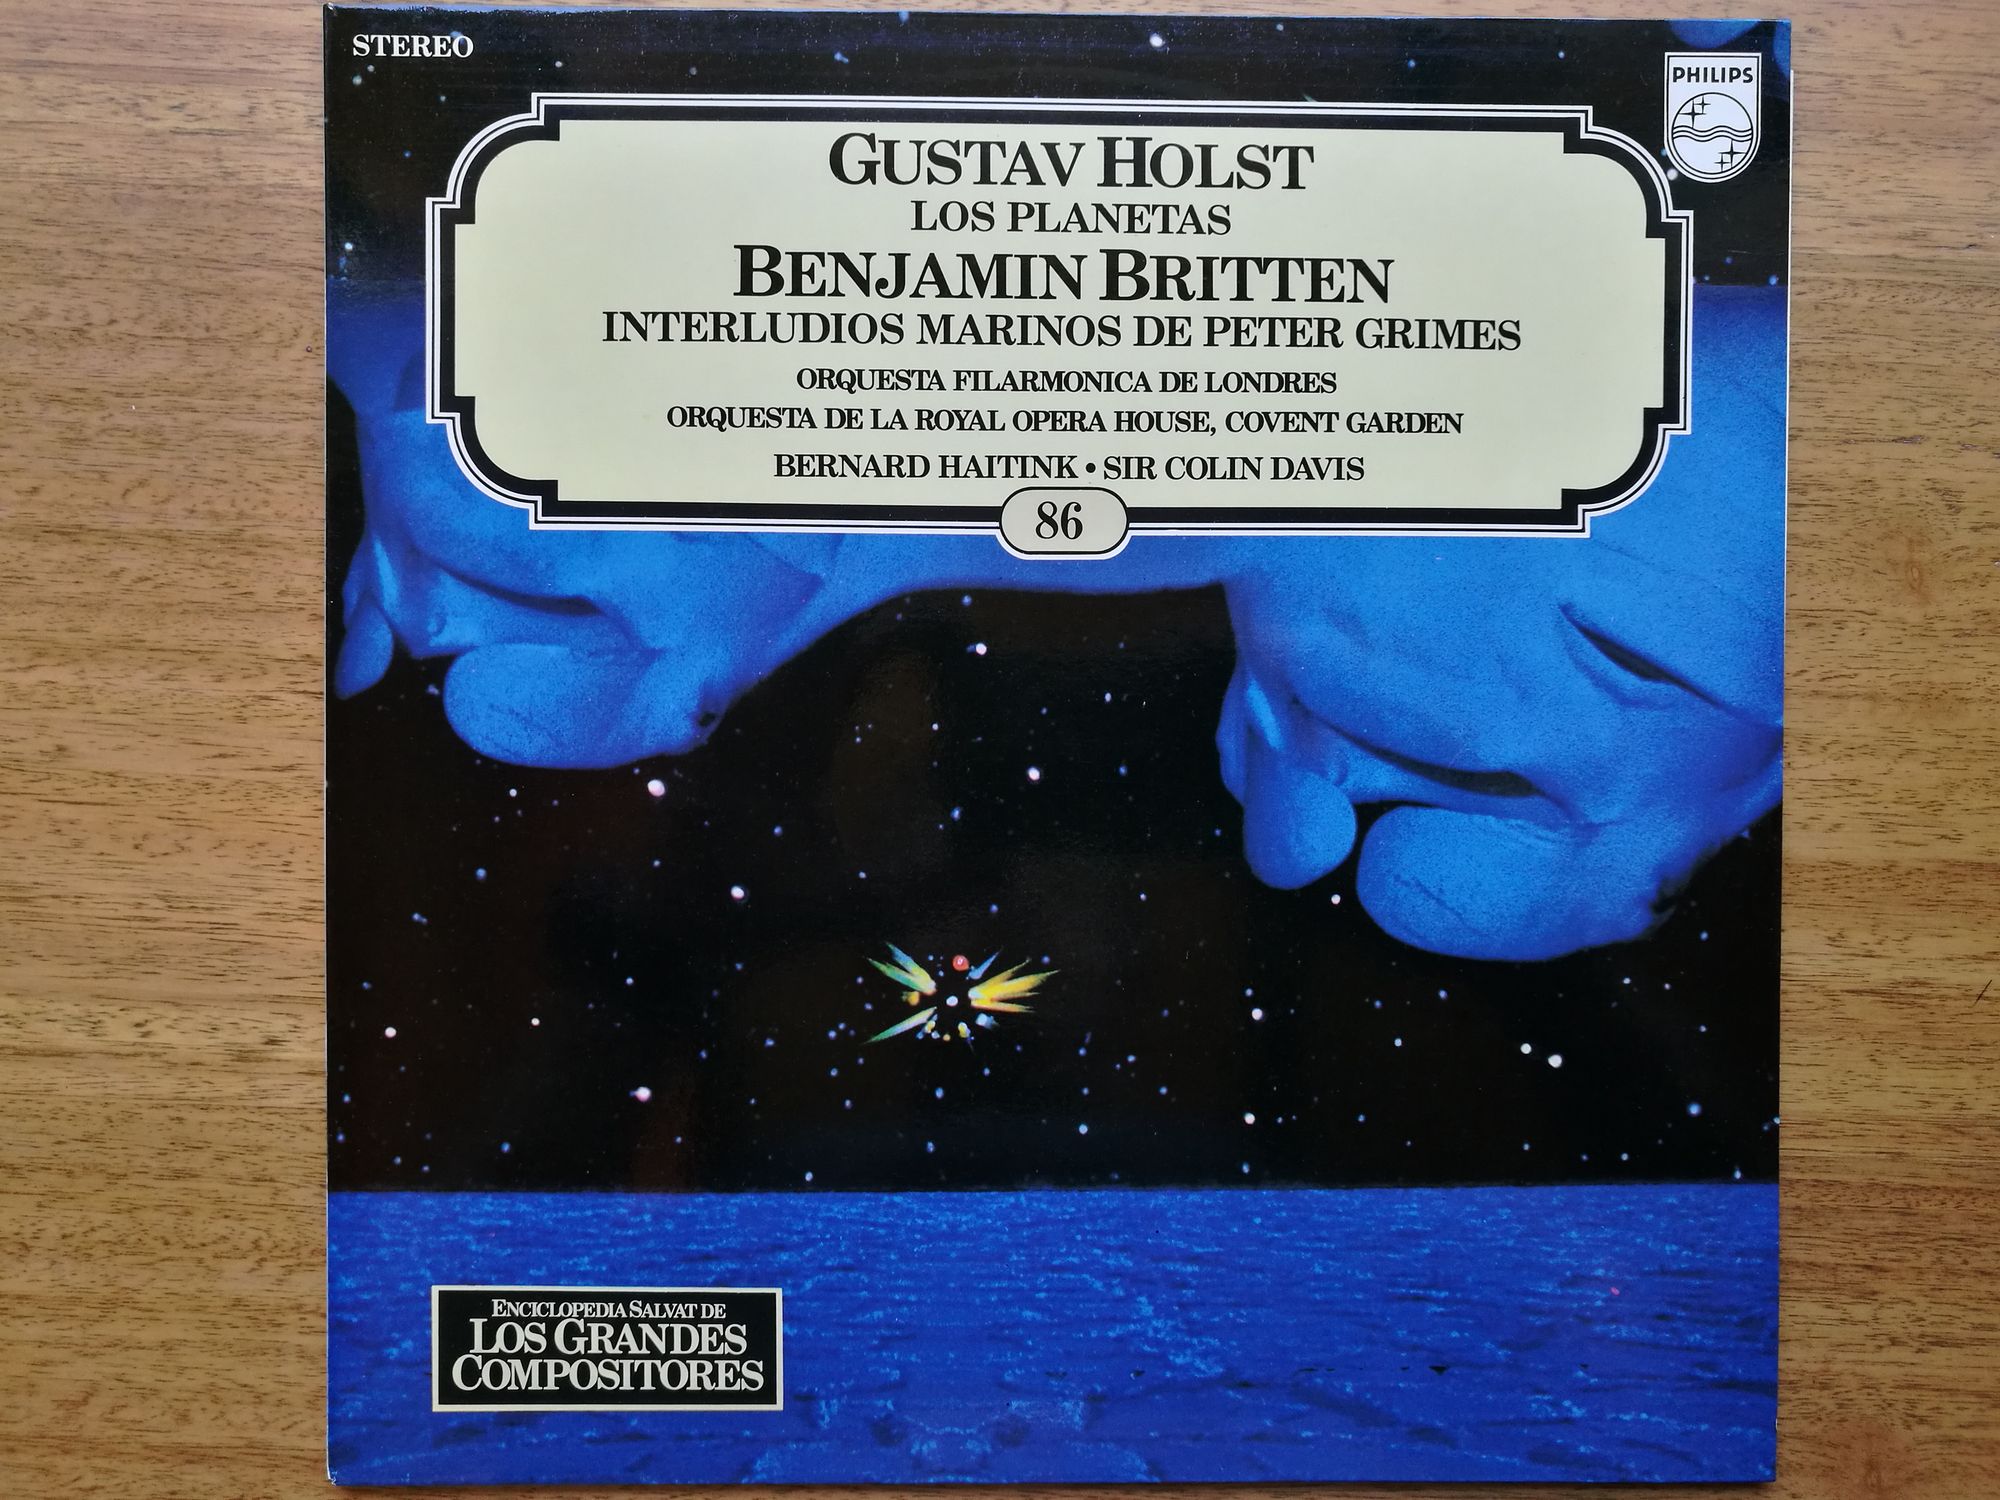 STEREO
PHILIPS
GUSTAV HOLST
LOS PLANETAS
BENJAMIN BRITTEN
INTERLUDIOS MARINOS DE PETER GRIMES
ORQUESTA FILARMONICA DE LONDRES
ORQUESTA DE LA ROYAL OPERA HOUSE, COVENT GARDEN
BERNARD HAITINK • SIR COLIN DAVIS
86
ENCICLOPEDIA SALVAT DE
LOS GRANDES
COMPOSITORES